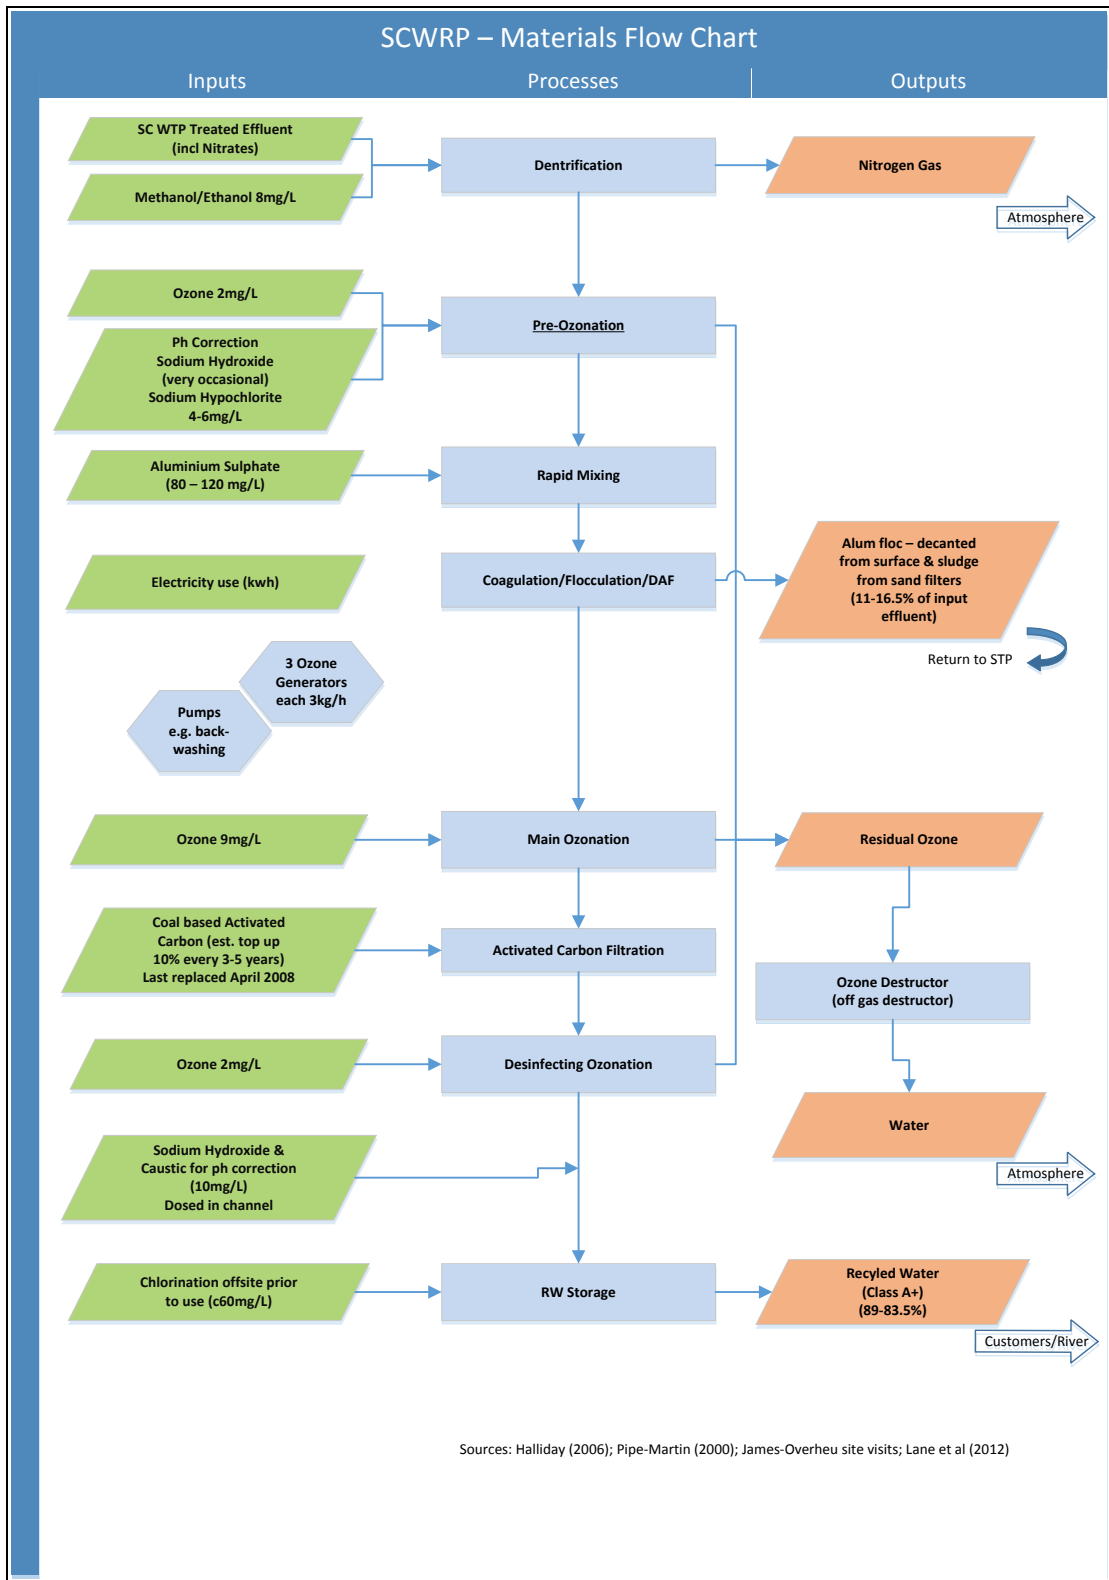 SCWRP – Materials Flow Chart
Inputs
Processes
Outputs
SC WTP Treated Effluent
(incl Nitrates)
Methanol/Ethanol 8mg/L
Dentrification
Nitrogen Gas
Atmosphere
Ozone 2mg/L
Ph Correction
Sodium Hydroxide
(very occasional)
Sodium Hypochlorite
4-6mg/L
Pre-Ozonation
Aluminium Sulphate
(80 – 120 mg/L)
Rapid Mixing
Electricity use (kwh)
Coagulation/Flocculation/DAF
Alum floc – decanted
from surface & sludge
from sand filters
(11-16.5% of input
effluent)
Return to STP
3 Ozone
Generators
each 3kg/h
Pumps
e.g. back-
washing
Ozone 9mg/L
Main Ozonation
Residual Ozone
Coal based Activated
Carbon (est. top up
10% every 3-5 years)
Last replaced April 2008
Activated Carbon Filtration
Ozone Destructor
(off gas destructor)
Ozone 2mg/L
Desinfecting Ozonation
Water
Atmosphere
Sodium Hydroxide &
Caustic for ph correction
(10mg/L)
Dosed in channel
Chlorination offsite prior
to use (c60mg/L)
RW Storage
Recyled Water
(Class A+)
(89-83.5%)
Customers/River
Sources: Halliday (2006); Pipe-Martin (2000); James-Overheu site visits; Lane et al (2012)